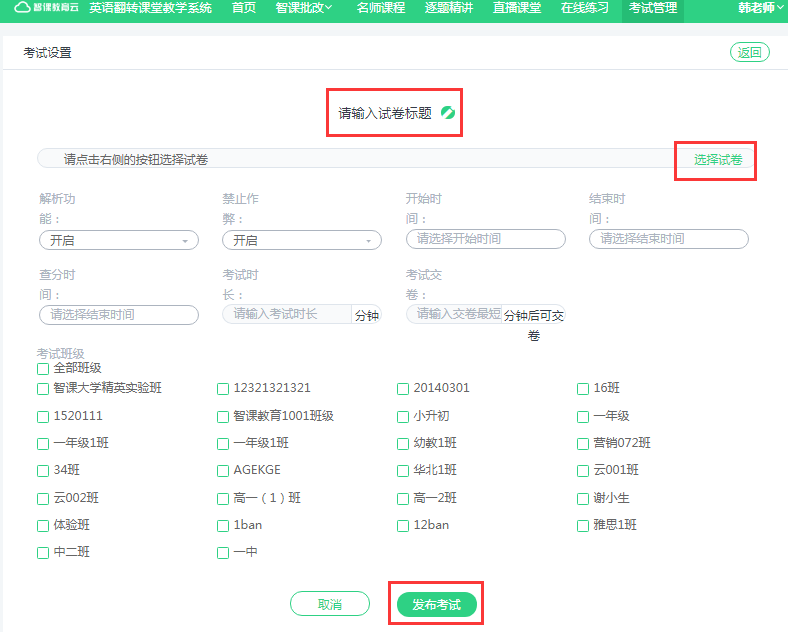 智课教育云 英语翻转课堂教学系统 首页 智课批改 名师课程 逐题精讲 直播课堂 在线练习 考试管理 韩老师
考试设置 返回
请输入试卷标题
请点击右侧的按钮选择试卷 选择试卷
解析功能： 禁止作弊： 开始时间： 结束时间：
开启 开启 请选择开始时间 请选择结束时间
查分时间： 考试时长： 考试交卷：
请选择结束时间 请输入考试时长 分钟 请输入交卷最短 分钟后可交卷
考试班级
全部班级
智课大学精英实验班 12321321321 20140301 16班
1520111 智课教育1001班级 小升初 一年级
一年级1班 一年级1班 幼教1班 营销072班
34班 AGEKGE 华北1班 云001班
云002班 高一（1）班 高一2班 谢小生
体验班 1ban 12ban 雅思1班
中二班 一中
取消 发布考试